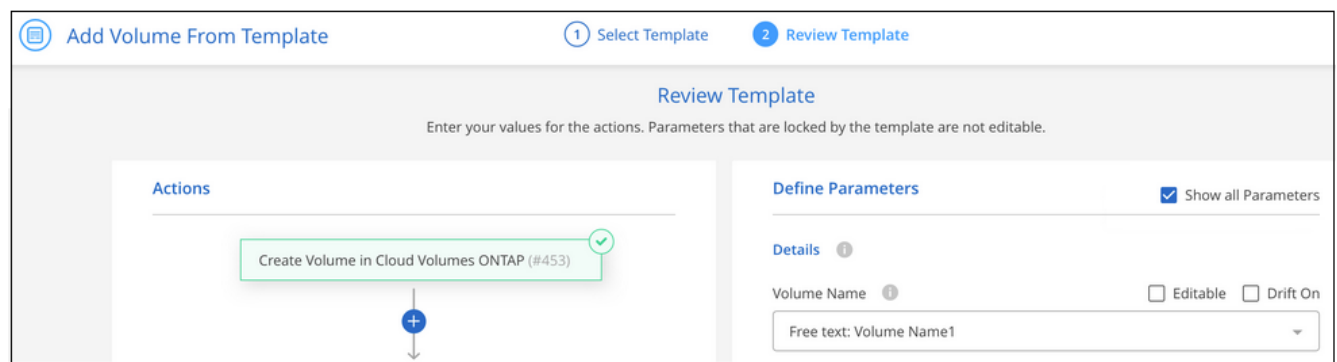 Add Volume From Template
1 Select Template
2 Review Template
Review Template
Enter your values for the actions. Parameters that are locked by the template are not editable.
Actions
Create Volume in Cloud Volumes ONTAP (#453)
Define Parameters
Show all Parameters
Details
Volume Name
Editable
Drift On
Free text: Volume Name1